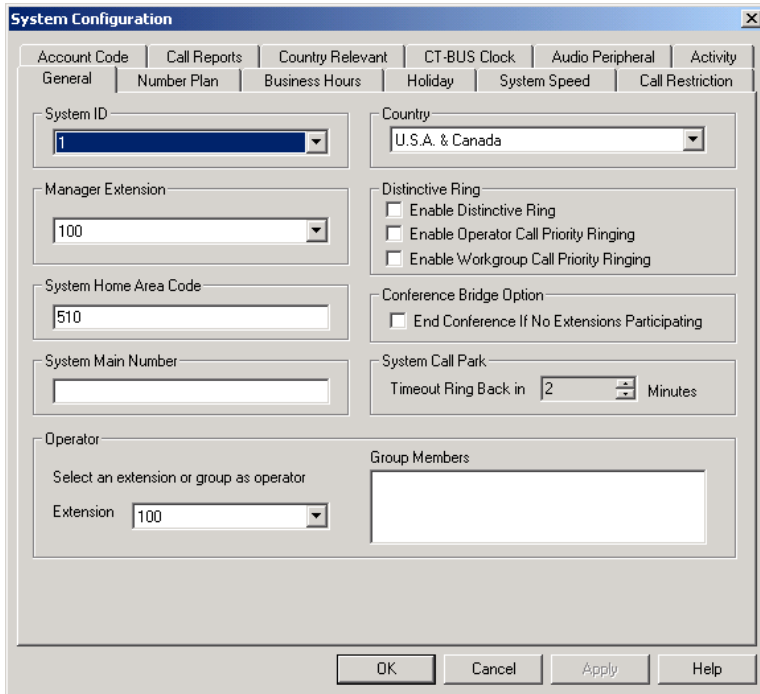 System Configuration
Account Code Call Reports Country Relevant CT-BUS Clock Audio Peripheral Activity
General Number Plan Business Hours Holiday System Speed Call Restriction
System ID
1
Country
U.S.A. & Canada
Manager Extension
100
Distinctive Ring
Enable Distinctive Ring
Enable Operator Call Priority Ringing
Enable Workgroup Call Priority Ringing
System Home Area Code
510
Conference Bridge Option
End Conference If No Extensions Participating
System Main Number
System Call Park
Timeout Ring Back in 2 Minutes
Operator
Select an extension or group as operator
Extension 100
Group Members
OK Cancel Apply Help